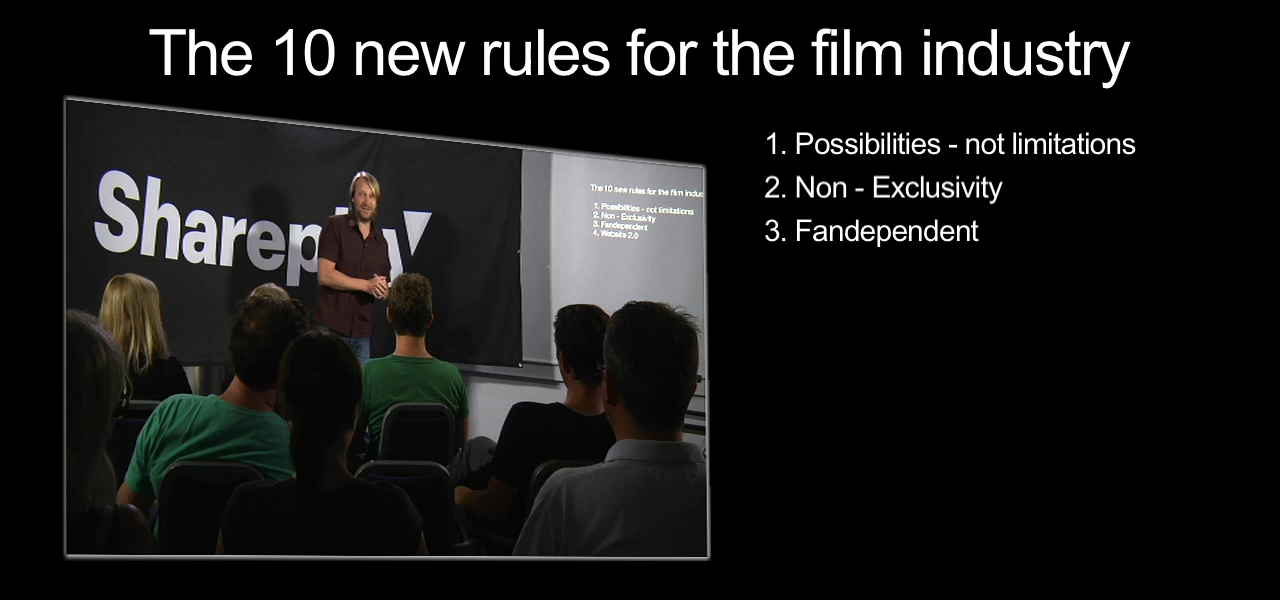 The 10 new rules for the film industry
1. Possibilities - not limitations
2. Non - Exclusivity
3. Fandependent
The 10 new rules for the film indus
1. Possibilities - not limitations
2. Non - Exclusivity
3. Fandependent
4. Website 2.0